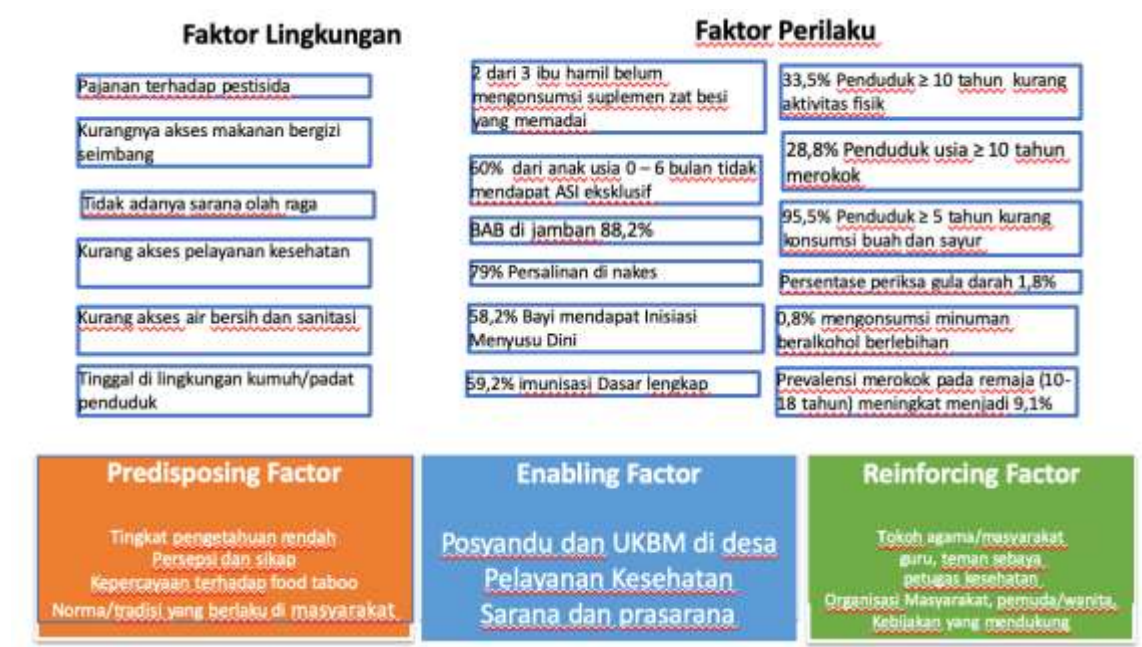 Faktor Lingkungan
Pajanan terhadap pestisida
Kurangnya akses makanan bergizi
seimbang
Tidak adanya sarana olah raga
Kurang akses pelayanan kesehatan
Kurang akses air bersih dan sanitasi
Tinggal di lingkungan kumuh/padat
penduduk
Faktor Perilaku
2 dari 3 ibu hamil belum
mengonsumsi suplemen zat besi
yang memadai
60% dari anak usia 0 – 6 bulan tidak
mendapat ASI eksklusif
BAB di jamban 88,2%
79% Persalinan di nakes
58,2% Bayi mendapat Inisiasi
Menyusu Dini
59,2% imunisasi Dasar lengkap
33,5% Penduduk ≥ 10 tahun kurang
aktivitas fisik
28,8% Penduduk usia ≥ 10 tahun
merokok
95,5% Penduduk ≥ 5 tahun kurang
konsumsi buah dan sayur
Persentase periksa gula darah 1,8%
0,8% mengonsumsi minuman
beralkohol berlebihan
Prevalensi merokok pada remaja (10-
18 tahun) meningkat menjadi 9,1%
Predisposing Factor
Tingkat pengetahuan rendah
Persepsi dan sikap
Kepercayaan terhadap food taboo
Norma/tradisi yang berlaku di masyarakat
Enabling Factor
Posyandu dan UKBM di desa
Pelayanan Kesehatan
Sarana dan prasarana
Reinforcing Factor
Tokoh agama/masyarakat
guru, teman sebaya
petugas kesehatan
Organisasi Masyarakat, pemuda/wanita,
Kebijakan yang mendukung